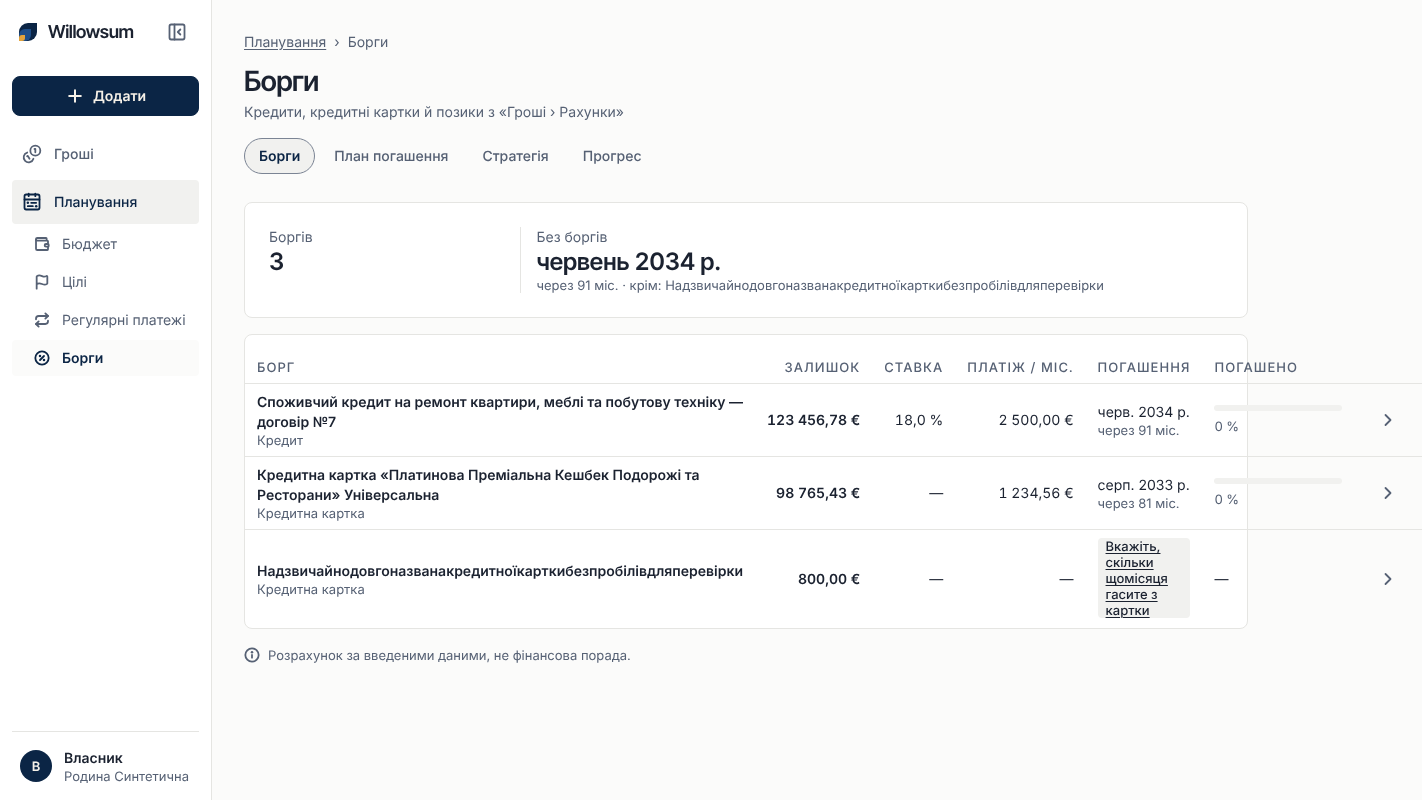 Willowsum
Додати
Гроші
Планування
Бюджет
Цілі
Регулярні платежі
Борги
В
Власник
Родина Синтетична
Планування › Борги
Борги
Кредити, кредитні картки й позики з «Гроші › Рахунки»
Борги План погашення Стратегія Прогрес
Боргів
3
Без боргів
червень 2034 р.
через 91 міс. · крім: Надзвичайнодовгоназванакредитноїкарткибезпробілівдляперевірки
БОРГ ЗАЛИШОК СТАВКА ПЛАТІЖ / МІС. ПОГАШЕННЯ ПОГАШЕНО
Споживчий кредит на ремонт квартири, меблі та побутову техніку —
договір №7
Кредит
123 456,78 € 18,0 % 2 500,00 €
черв. 2034 р.
через 91 міс.
0 %
Кредитна картка «Платинова Преміальна Кешбек Подорожі та
Ресторани» Універсальна
Кредитна картка
98 765,43 € — 1 234,56 €
серп. 2033 р.
через 81 міс.
0 %
Надзвичайнодовгоназванакредитноїкарткибезпробілівдляперевірки
Кредитна картка
800,00 € — —
Вкажіть,
скільки
щомісяця
гасите з
картки
—
Розрахунок за введеними даними, не фінансова порада.